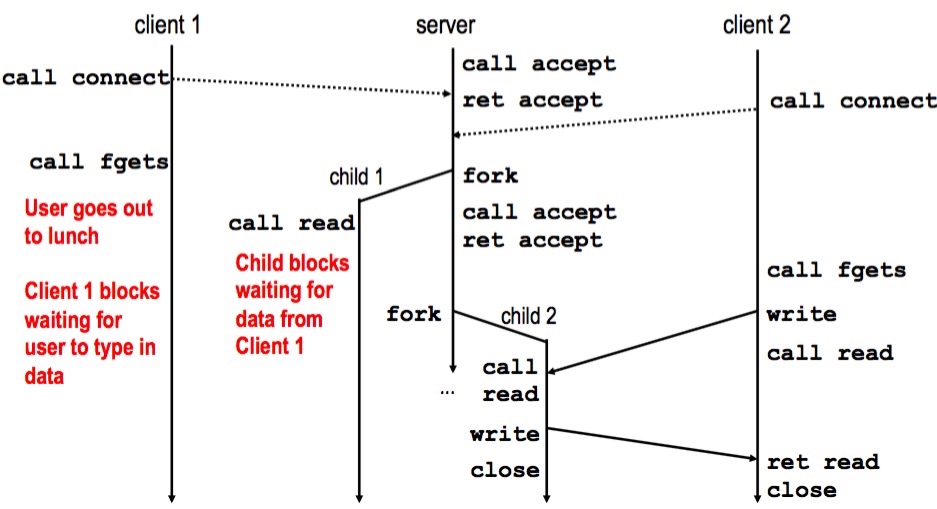 client 1
server
client 2
call connect
call accept
ret accept
call connect
call fgets
child 1
fork
User goes out
to lunch
call read
call accept
ret accept
Client 1 blocks
waiting for
user to type in
data
Child blocks
waiting for
data from
Client 1
call fgets
fork
child 2
write
call read
call
... read
write
close
ret read
close